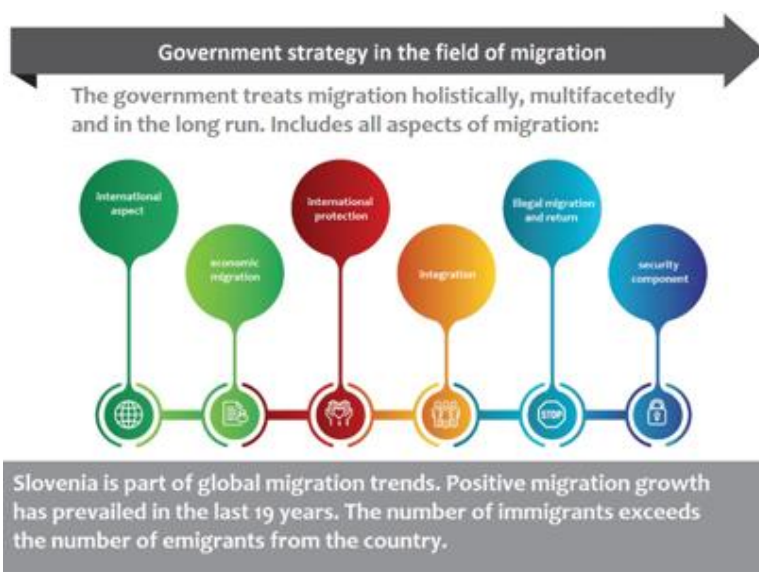 Government strategy in the field of migration
The government treats migration holistically, multifacetedly
and in the long run. Includes all aspects of migration:
International
aspect
economic
migration
International
protection
Integration
Illegal migration
and return
security
component
STOP
Slovenia is part of global migration trends. Positive migration growth
has prevailed in the last 19 years. The number of immigrants exceeds
the number of emigrants from the country.